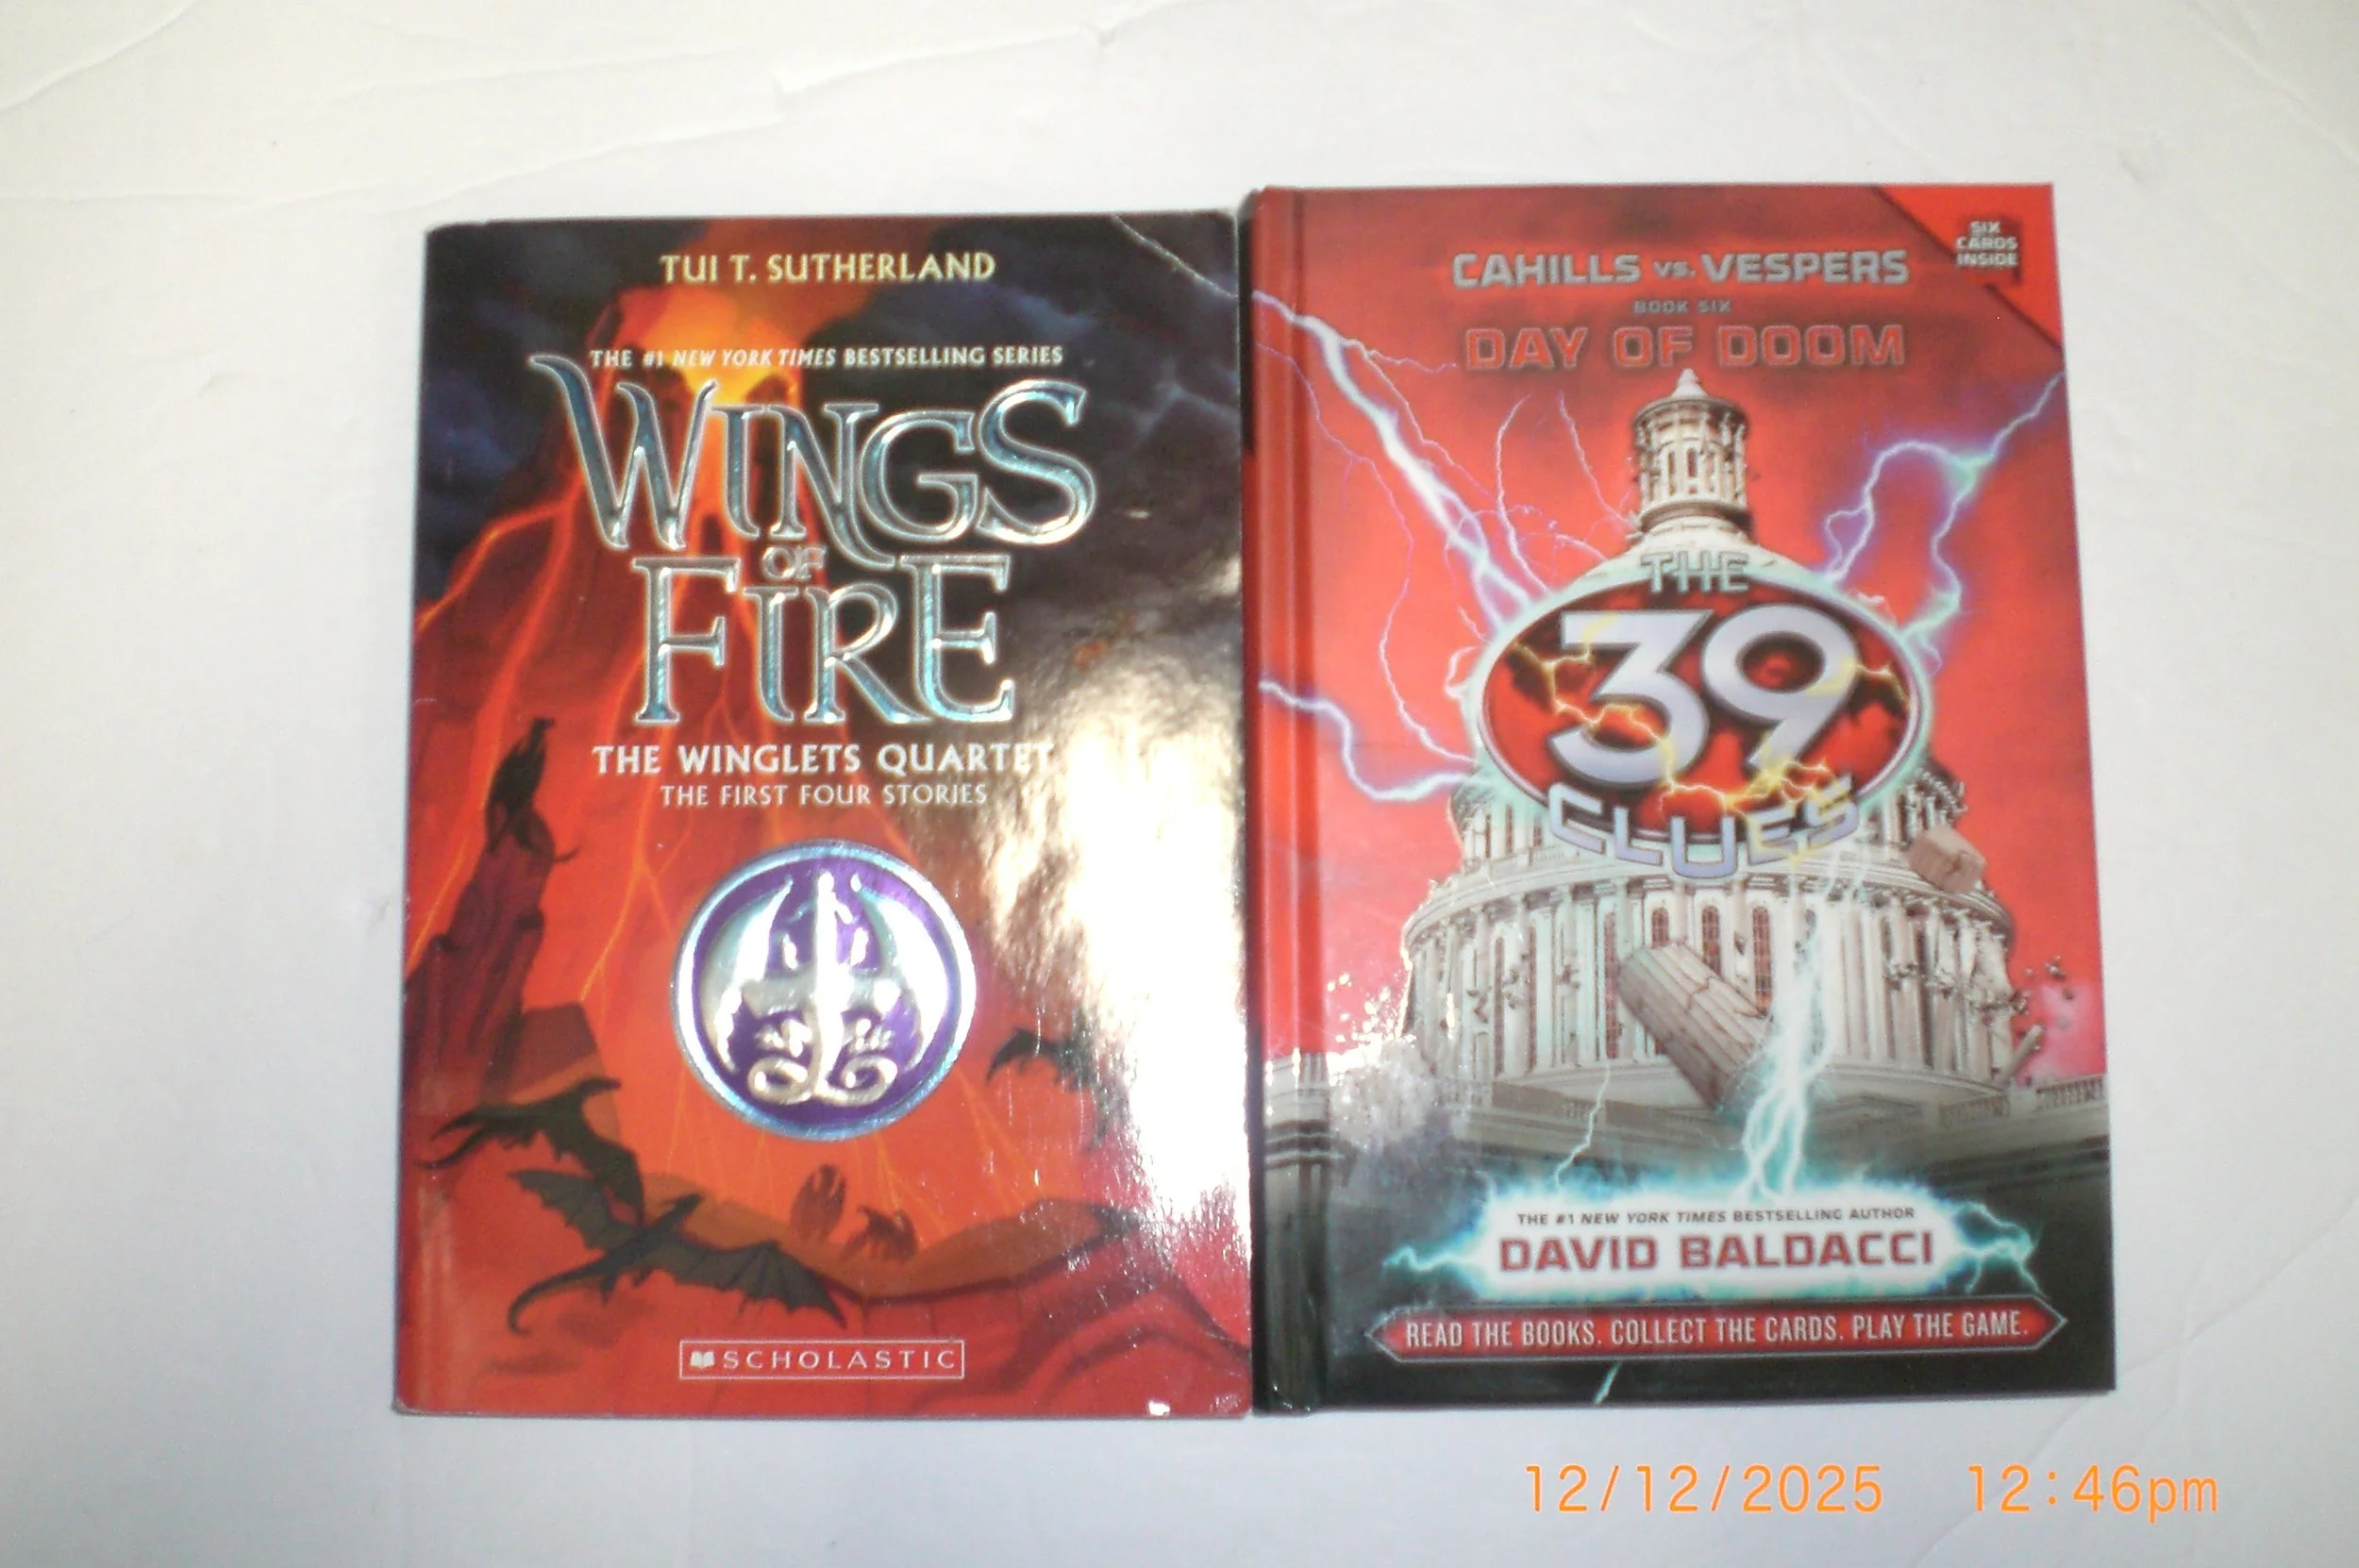 TUI T. SUTHERLAND
THE #1 NEW YORK TIMES BESTSELLING SERIES
WINGS
OF
FIRE
THE WINGLETS QUARTET
THE FIRST FOUR STORIES
SCHOLASTIC
SIX
CARDS
INSIDE
CAHILLS vs. VESPERS
BOOK SIX
DAY OF DOOM
THE
39
CLUES
THE #1 NEW YORK TIMES BESTSELLING AUTHOR
DAVID BALDACCI
READ THE BOOKS. COLLECT THE CARDS. PLAY THE GAME.
12/12/2025 12:46pm